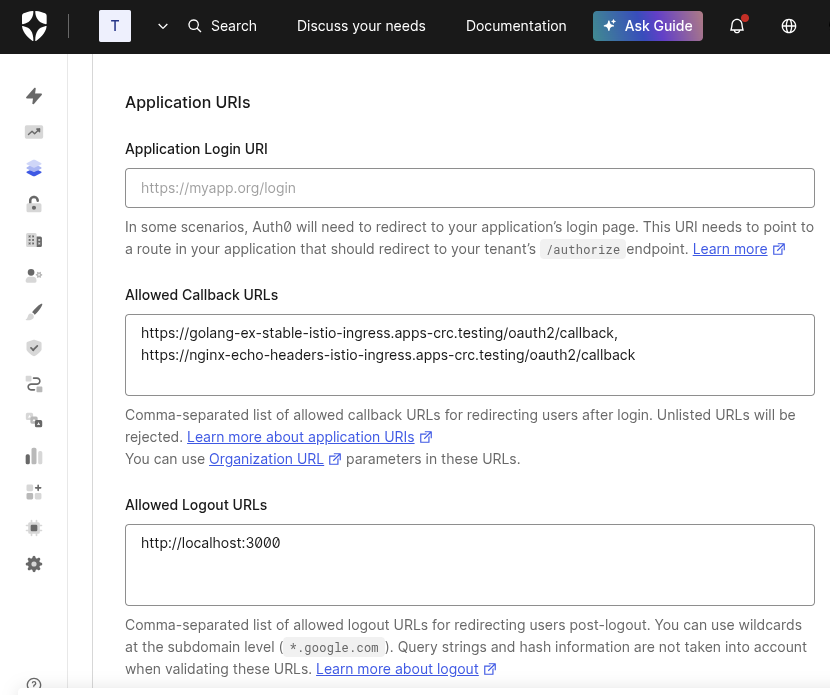 T
Search
Discuss your needs
Documentation
Ask Guide
Application URIs
Application Login URI
https://myapp.org/login
In some scenarios, Auth0 will need to redirect to your application's login page. This URI needs to point to
a route in your application that should redirect to your tenant's /authorize endpoint. Learn more
Allowed Callback URLs
https://golang-ex-stable-istio-ingress.apps-crc.testing/oauth2/callback,
https://nginx-echo-headers-istio-ingress.apps-crc.testing/oauth2/callback
Comma-separated list of allowed callback URLs for redirecting users after login. Unlisted URLs will be
rejected. Learn more about application URIs
You can use Organization URL parameters in these URLs.
Allowed Logout URLs
http://localhost:3000
Comma-separated list of allowed logout URLs for redirecting users post-logout. You can use wildcards
at the subdomain level ( *.google.com ). Query strings and hash information are not taken into account
when validating these URLs. Learn more about logout